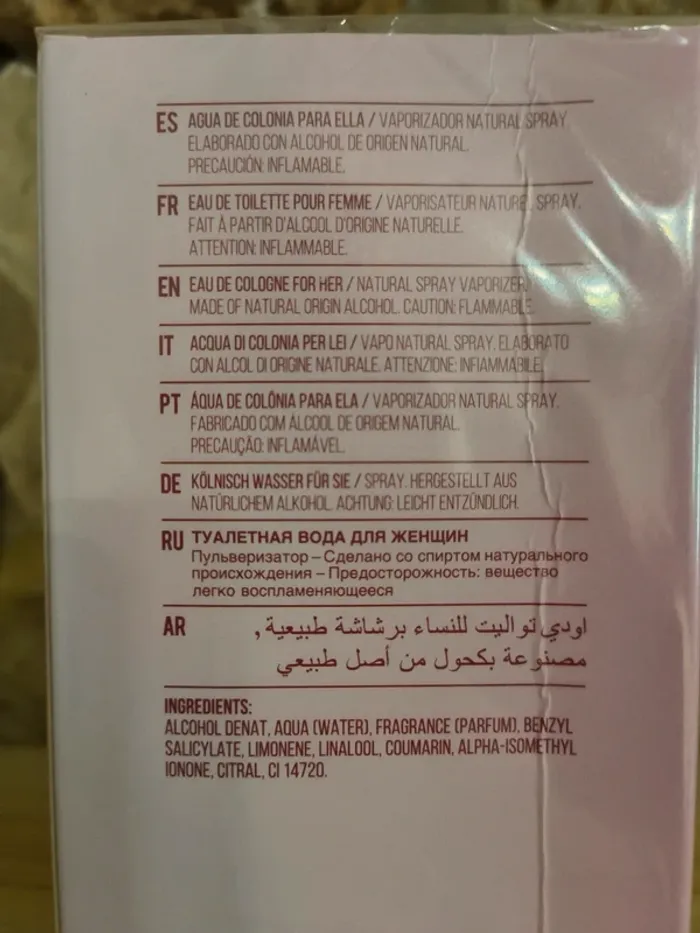 ES AGUA DE COLONIA PARA ELLA / VAPORIZADOR NATURAL SPRAY.
ELABORADO CON ALCOHOL DE ORIGEN NATURAL.
PRECAUCIÓN: INFLAMABLE.
FR EAU DE TOILETTE POUR FEMME / VAPORISATEUR NATUREL SPRAY.
FAIT À PARTIR D'ALCOOL D'ORIGINE NATURELLE.
ATTENTION: INFLAMMABLE.
EN EAU DE COLOGNE FOR HER / NATURAL SPRAY VAPORIZER.
MADE OF NATURAL ORIGIN ALCOHOL. CAUTION: FLAMMABLE.
IT ACQUA DI COLONIA PER LEI / VAPO NATURAL SPRAY. ELABORATO
CON ALCOL DI ORIGINE NATURALE. ATTENZIONE: INFIAMMABILE.
PT ÁQUA DE COLÔNIA PARA ELA / VAPORIZADOR NATURAL SPRAY.
FABRICADO COM ÁLCOOL DE ORIGEM NATURAL.
PRECAUÇÃO: INFLAMÁVEL.
DE KÖLNISCH WASSER FÜR SIE / SPRAY. HERGESTELLT AUS
NATÜRLICHEM ALKOHOL. ACHTUNG: LEICHT ENTZÜNDLICH.
RU ТУАЛЕТНАЯ ВОДА ДЛЯ ЖЕНЩИН
Пульверизатор – Сделано со спиртом натурального
происхождения – Предосторожность: вещество
легко воспламеняющееся
AR اودي تواليت للنساء برشاشة طبيعية,
مصنوعة بكحول من أصل طبيعي
INGREDIENTS:
ALCOHOL DENAT, AQUA (WATER), FRAGRANCE (PARFUM), BENZYL
SALICYLATE, LIMONENE, LINALOOL, COUMARIN, ALPHA-ISOMETHYL
IONONE, CITRAL, CI 14720.